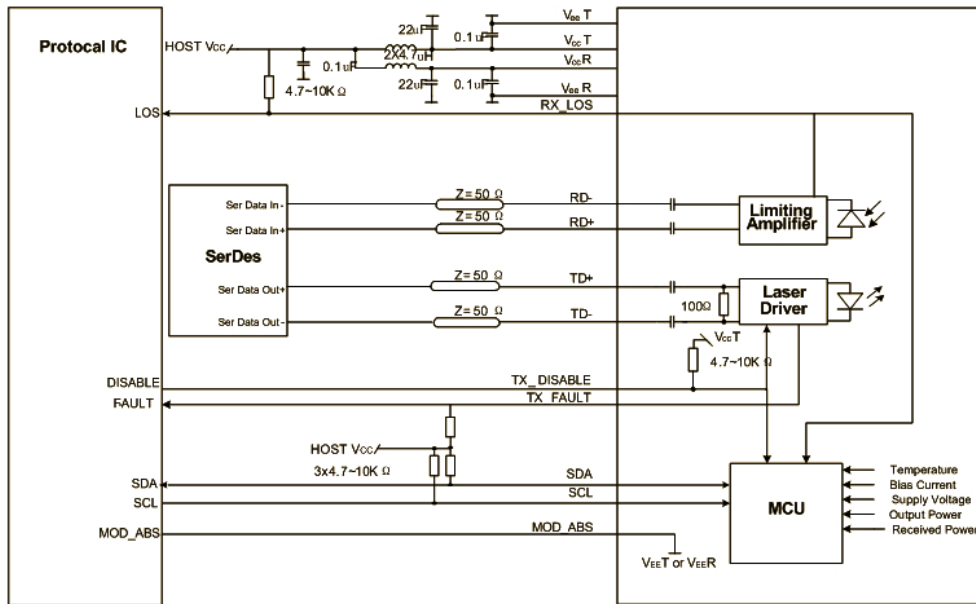 Protocal IC
HOST Vcc
22uF
0.1uF
VccT
VccT
0.1uF
2X4.7uH
VccR
4.7~10K Ω
22uF
0.1uF
VccR
LOS
RX_LOS
Ser Data In-
Z=50 Ω
RD-
Ser Data In+
Z=50 Ω
RD+
Limiting
Amplifier
SerDes
Ser Data Out+
Z=50 Ω
TD+
Laser
Driver
100Ω
Ser Data Out-
Z=50 Ω
TD-
VccT
4.7~10K Ω
DISABLE
TX_DISABLE
FAULT
TX_FAULT
HOST Vcc
3x4.7~10K Ω
SDA
SDA
SCL
SCL
MCU
Temperature
Bias Current
Supply Voltage
Output Power
Received Power
MOD_ABS
MOD_ABS
VEET or VEER